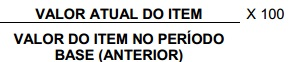 VALOR ATUAL DO ITEM X 100
VALOR DO ITEM NO PERÍODO
BASE (ANTERIOR)